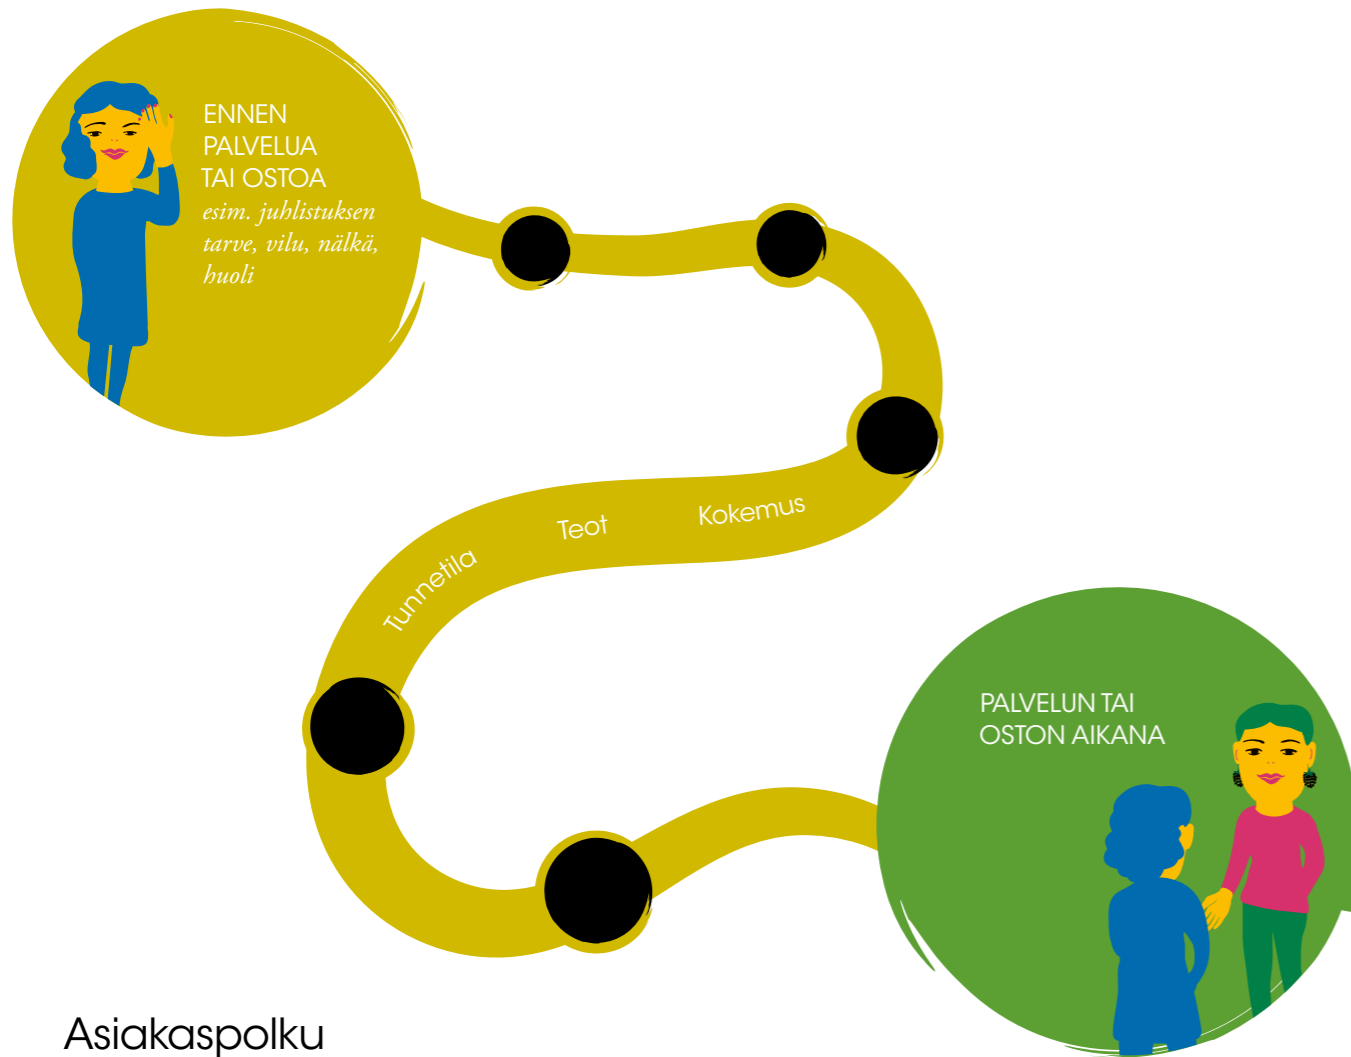 ENNEN
PALVELUA
TAI OSTOA
esim. juhlistuksen
tarve, vilu, nälkä,
huoli
Tunnetila
Teot
Kokemus
PALVELUN TAI
OSTON AIKANA
Asiakaspolku